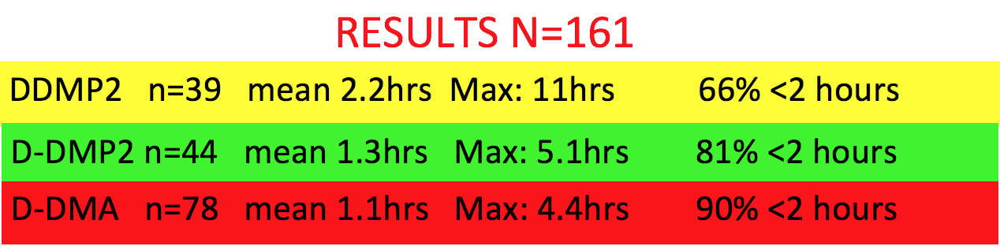 RESULTS N=161
DDMP2 n=39 mean 2.2hrs Max: 11hrs 66% <2 hours
D-DMP2 n=44 mean 1.3hrs Max: 5.1hrs 81% <2 hours
D-DMA n=78 mean 1.1hrs Max: 4.4hrs 90% <2 hours